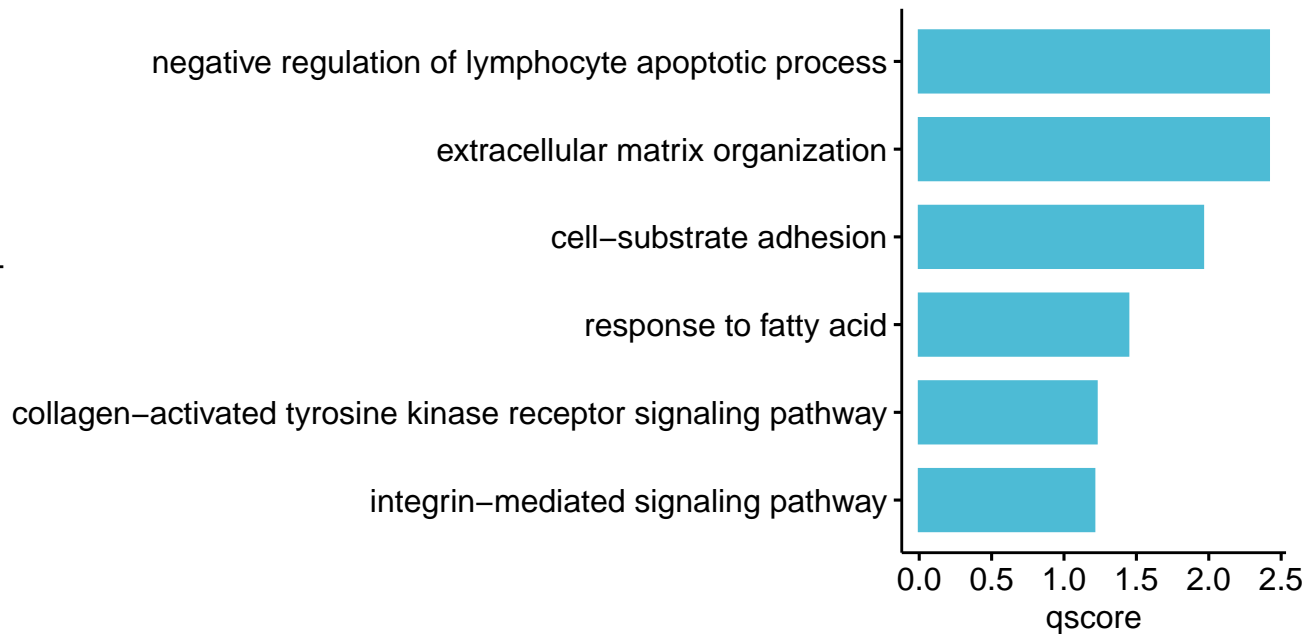 negative regulation of lymphocyte apoptotic process
extracellular matrix organization
cell−substrate adhesion
response to fatty acid
collagen−activated tyrosine kinase receptor signaling pathway
integrin−mediated signaling pathway
0.0 0.5 1.0 1.5 2.0 2.5
qscore